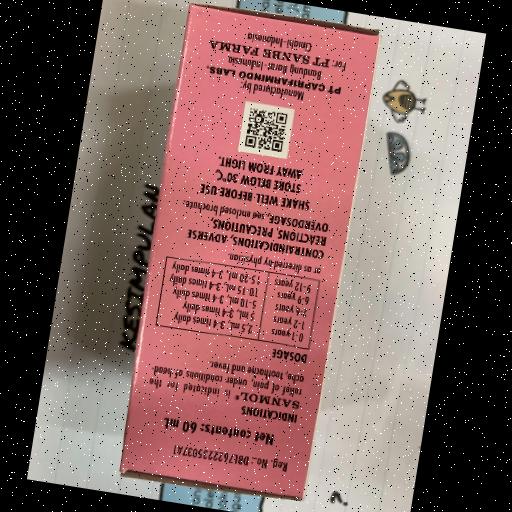 Reg. No.: DBL7622235037A1
Net contents: 60 mL
INDICATIONS
SANMOL® is indicated for the
relief of pain, under conditions of head-
ache, toothache and fever.
DOSAGE
0-1 years 2,5 mL, 3-4 times daily
1-2 years 5 mL, 3-4 times daily
2-6 years 5-10 mL, 3-4 times daily
6-9 years 10-15 mL, 3-4 times daily
9-12 years 15-20 mL, 3-4 times daily
or as directed by physician.
CONTRAINDICATIONS, ADVERSE
REACTIONS, PRECAUTIONS,
OVERDOSAGE, see enclosed brochure.
SHAKE WELL BEFORE USE
STORE BELOW 30°C
AWAY FROM LIGHT.
Manufactured by:
PT CAPRIFARMINDO LABS.
Bandung Barat - Indonesia
For: PT SANBE FARMA
Cimahi - Indonesia
KESIMPULAN